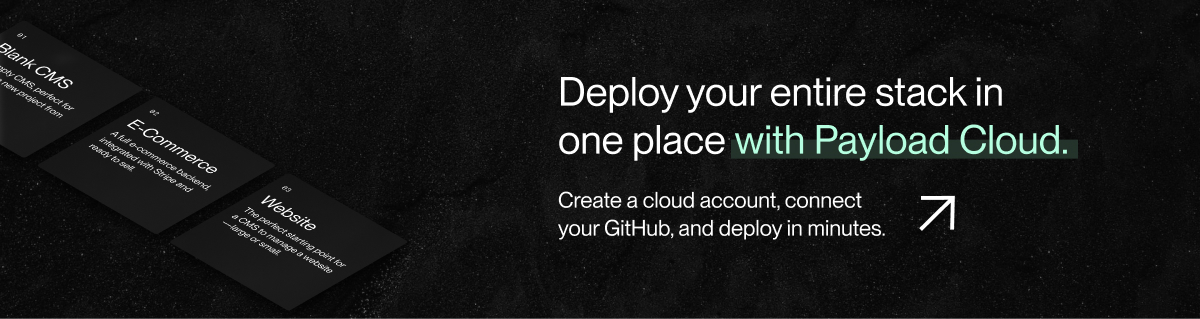 01
Blank CMS
CMS, perfect for
new project from
02
E-Commerce
A full e-commerce backend,
integrated with Stripe and
ready to sell.
03
Website
The perfect starting point for
a CMS to manage a website
—large or small.
Deploy your entire stack in
one place with Payload Cloud.
Create a cloud account, connect
your GitHub, and deploy in minutes.